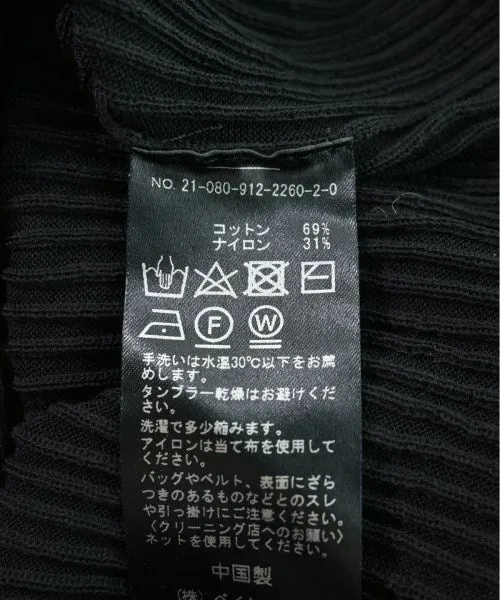 NO. 21-080-912-2260-2-0
コットン 69%
ナイロン 31%
F W
手洗いは水温30℃以下をお薦
めします。
タンブラー乾燥はお避けくだ
さい。
洗濯で多少縮みます。
アイロンは当て布を使用して
ください。
バッグやベルト、表面にざら
つきのあるものなどとのスレ
や引っ掛けにご注意ください。
〈クリーニング店へのお願い〉
ネットを使用してください。
中国製